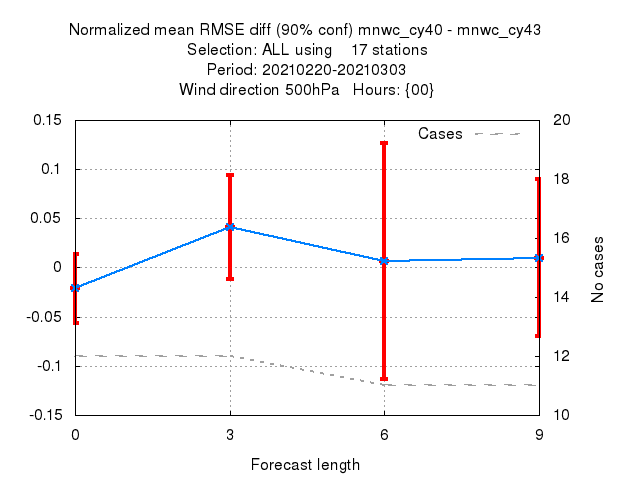 Normalized mean RMSE diff (90% conf) mnwc_cy40 - mnwc_cy43
Selection: ALL using    17 stations
Period: 20210220-20210303
Wind direction 500hPa   Hours: {00}
Cases
0.15
0.1
0.05
0
-0.05
-0.1
-0.15
20
18
16
14
12
10
No cases
0
3
6
9
Forecast length